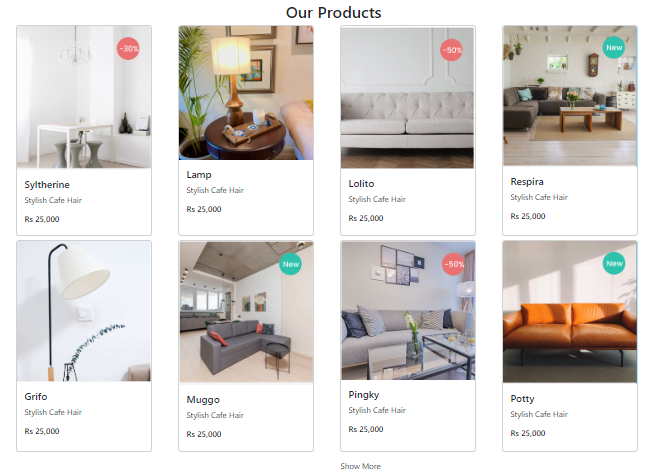 Our Products
-30%
-50%
New
Syltherine
Stylish Cafe Hair
Rs 25,000
Lamp
Stylish Cafe Hair
Rs 25,000
Lolito
Stylish Cafe Hair
Rs 25,000
Respira
Stylish Cafe Hair
Rs 25,000
New
-50%
New
Grifo
Stylish Cafe Hair
Rs 25,000
Muggo
Stylish Cafe Hair
Rs 25,000
Pingky
Stylish Cafe Hair
Rs 25,000
Potty
Stylish Cafe Hair
Rs 25,000
Show More